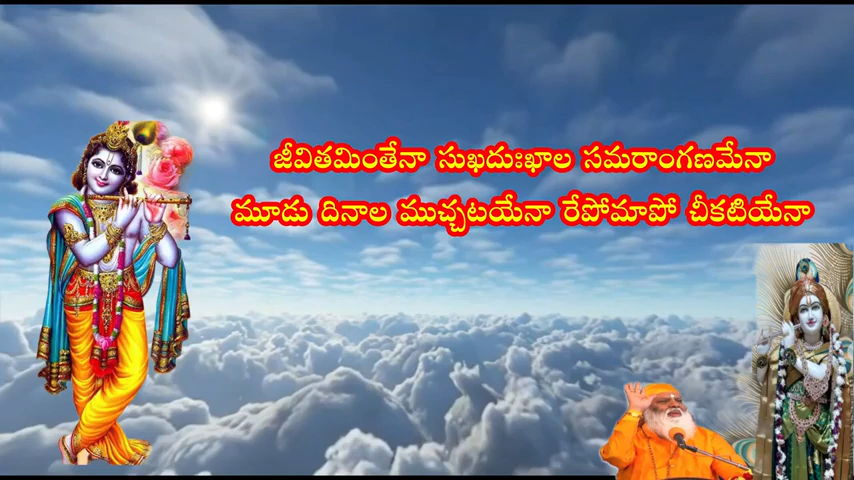 జీవితమింతేనా సుఖదుఃఖాల సమరాంగణమేనా
మూడు దినాల ముచ్చటయేనా రేపోమాపో చీకటియేనా